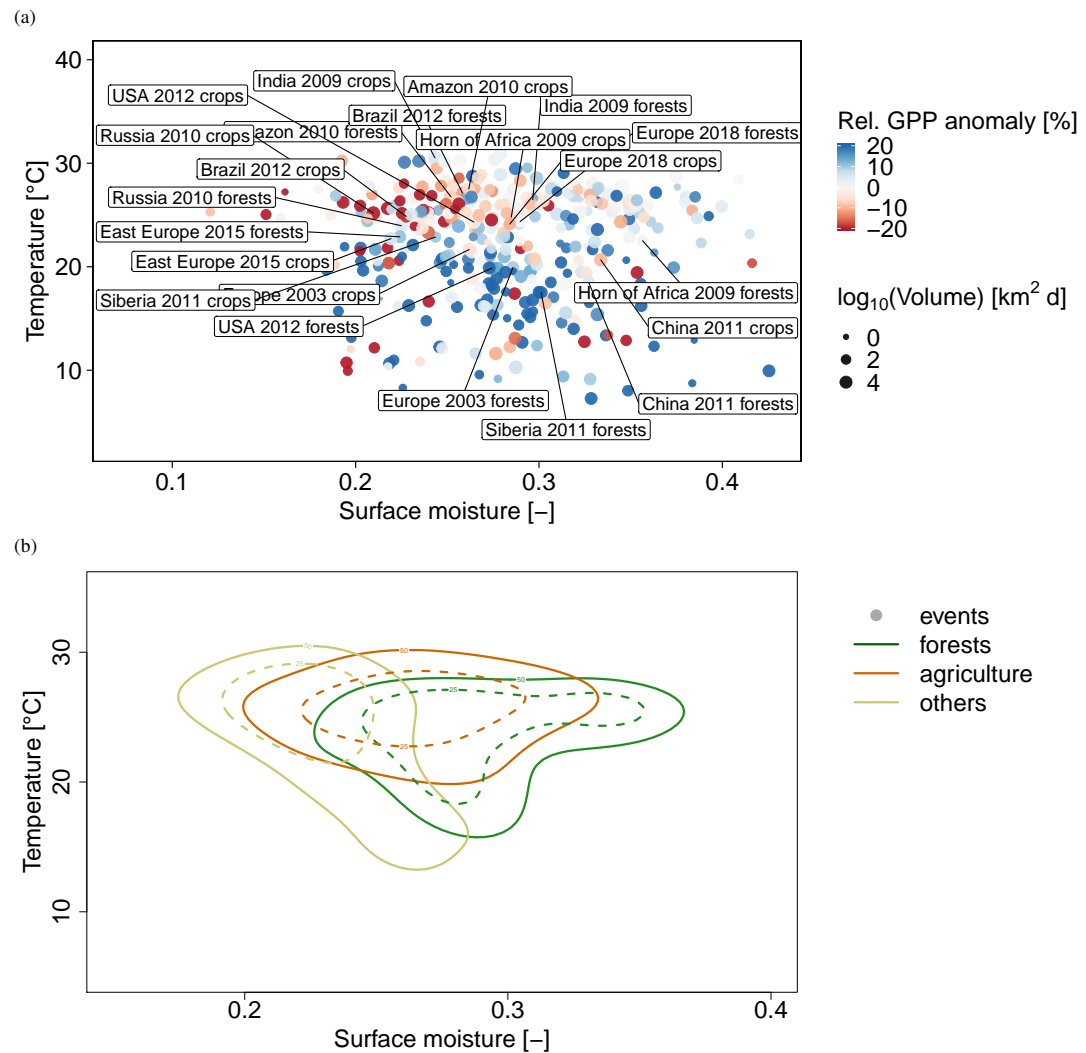 (a)
40
30
20
10
Temperature [°C]
India 2009 crops
Amazon 2010 crops
USA 2012 crops
Brazil 2012 forests
India 2009 forests
Russia 2010 crops
azon 2010 forests
Horn of Africa 2009 crops
Europe 2018 forests
Brazil 2012 crops
Europe 2018 crops
Russia 2010 forests
East Europe 2015 forests
East Europe 2015 crops
Siberia 2011 crops
rope 2003 crops
Horn of Africa 2009 forests
USA 2012 forests
China 2011 crops
Europe 2003 forests
China 2011 forests
Siberia 2011 forests
0.1
0.2
0.3
0.4
Surface moisture [−]
Rel. GPP anomaly [%]
20
10
0
−10
−20
log10(Volume) [km² d]
0
2
4
(b)
30
20
10
Temperature [°C]
50
50
50
25
25
25
0.2
0.3
0.4
Surface moisture [−]
events
forests
agriculture
others